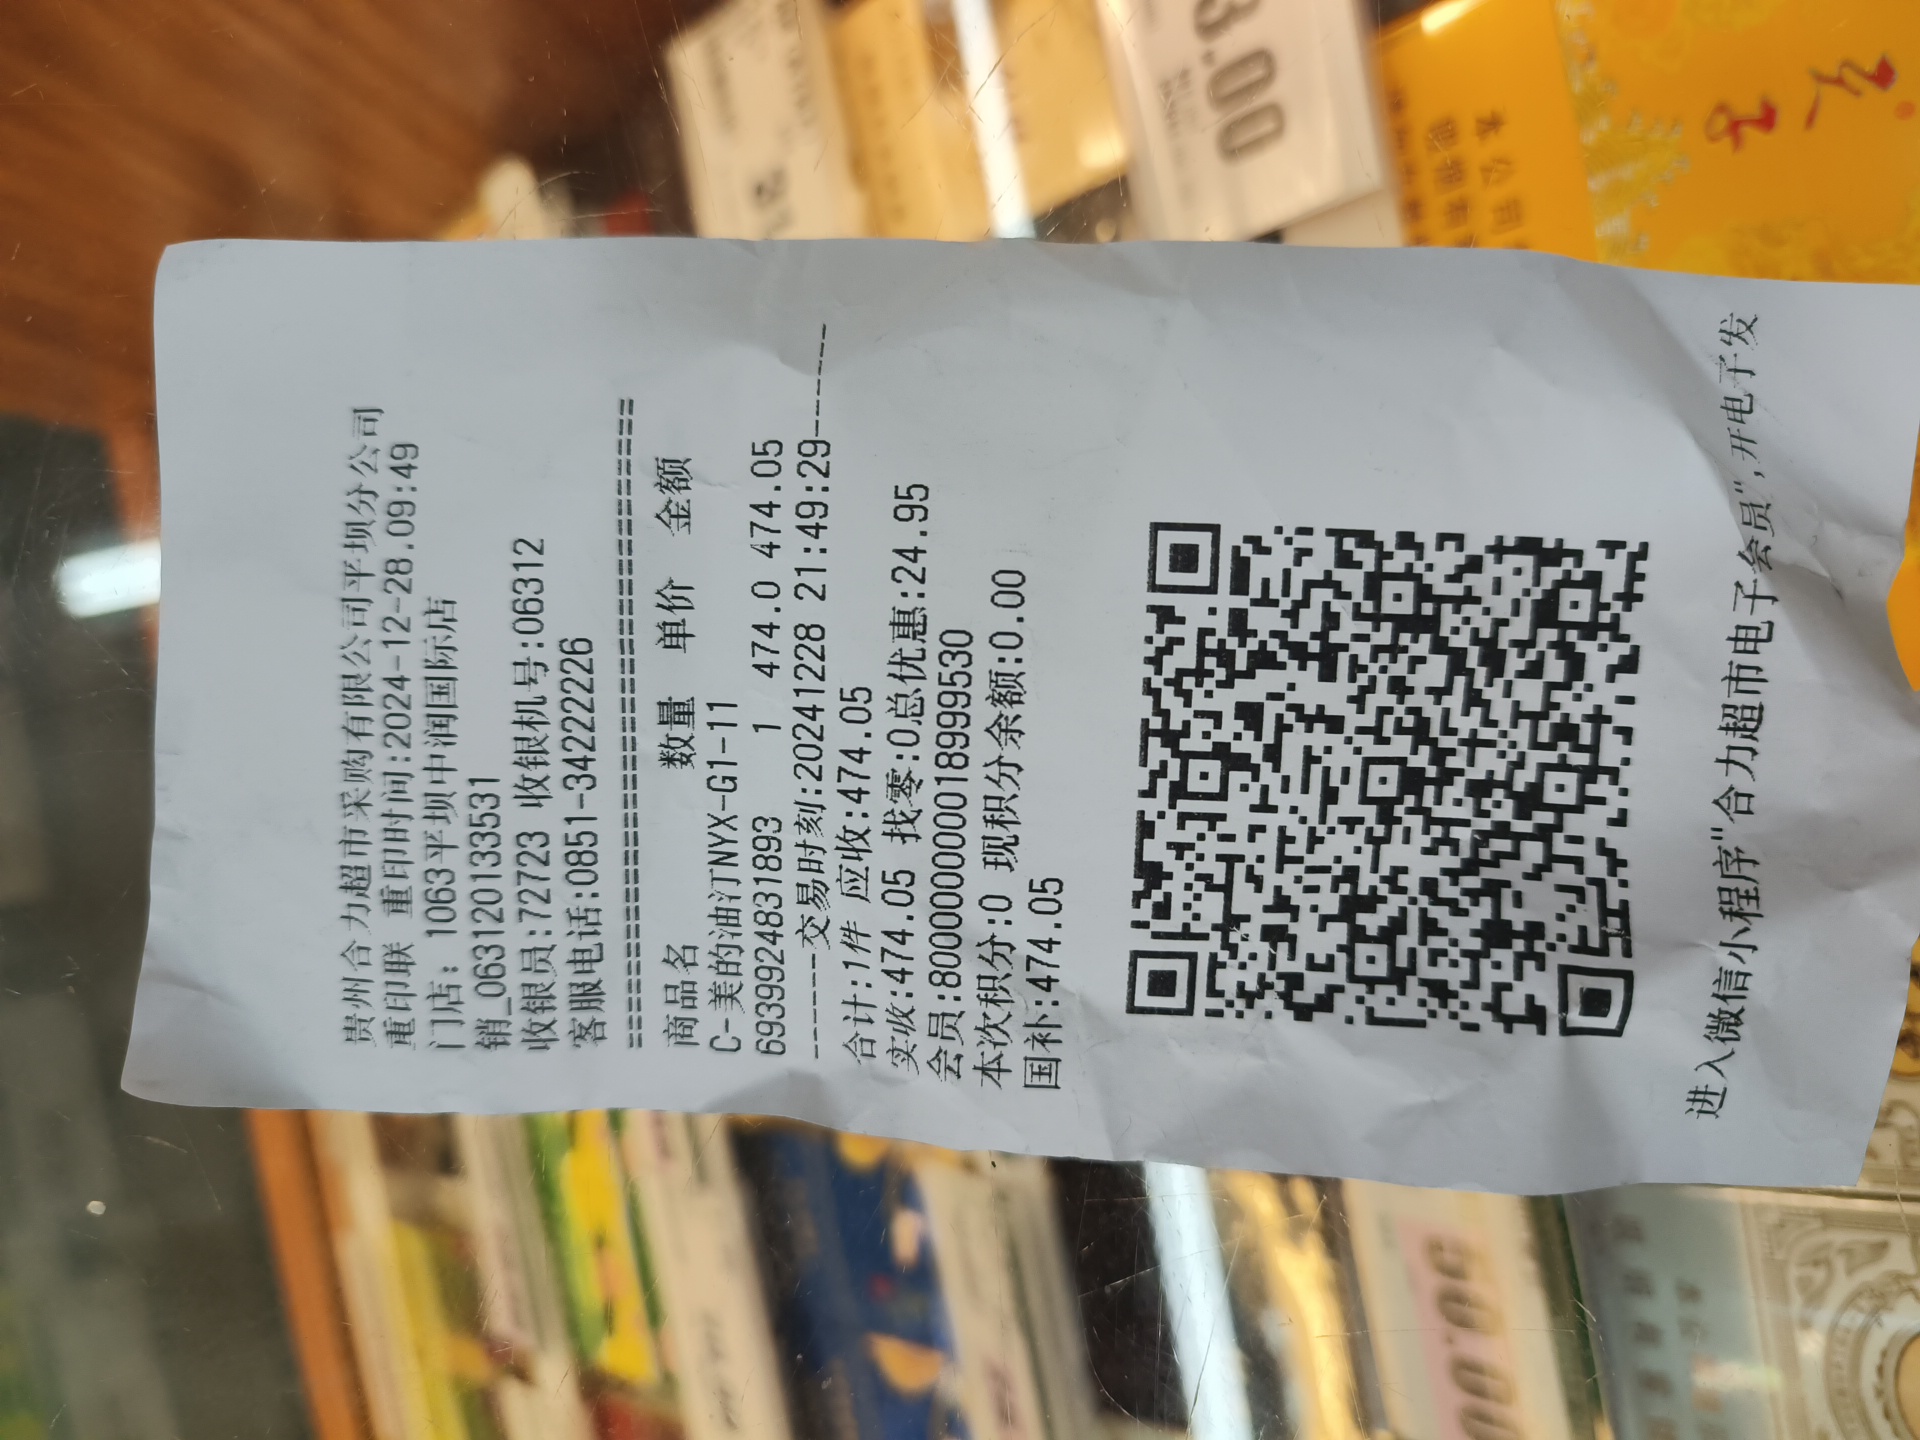 贵州合力超市采购有限公司平坝分公司
重印联 重印时间:2024-12-28.09:49
门店: 1063平坝中润国际店
销_063120133531
收银员:72723 收银机号:06312
客服电话:0851-34222226
商品名 数量 单价 金额
C-美的油汀NYX-G1-11
6939924831893 1 474.0 474.05
------交易时刻:20241228 21:49:29------
合计:1件 应收:474.05
实收:474.05 找零:0总优惠:24.95
会员:8000000000018999530
本次积分:0 现积分余额:0.00
国补:474.05
进入微信小程序"合力超市电子会员",开电子发
3.00
本公司
50.00